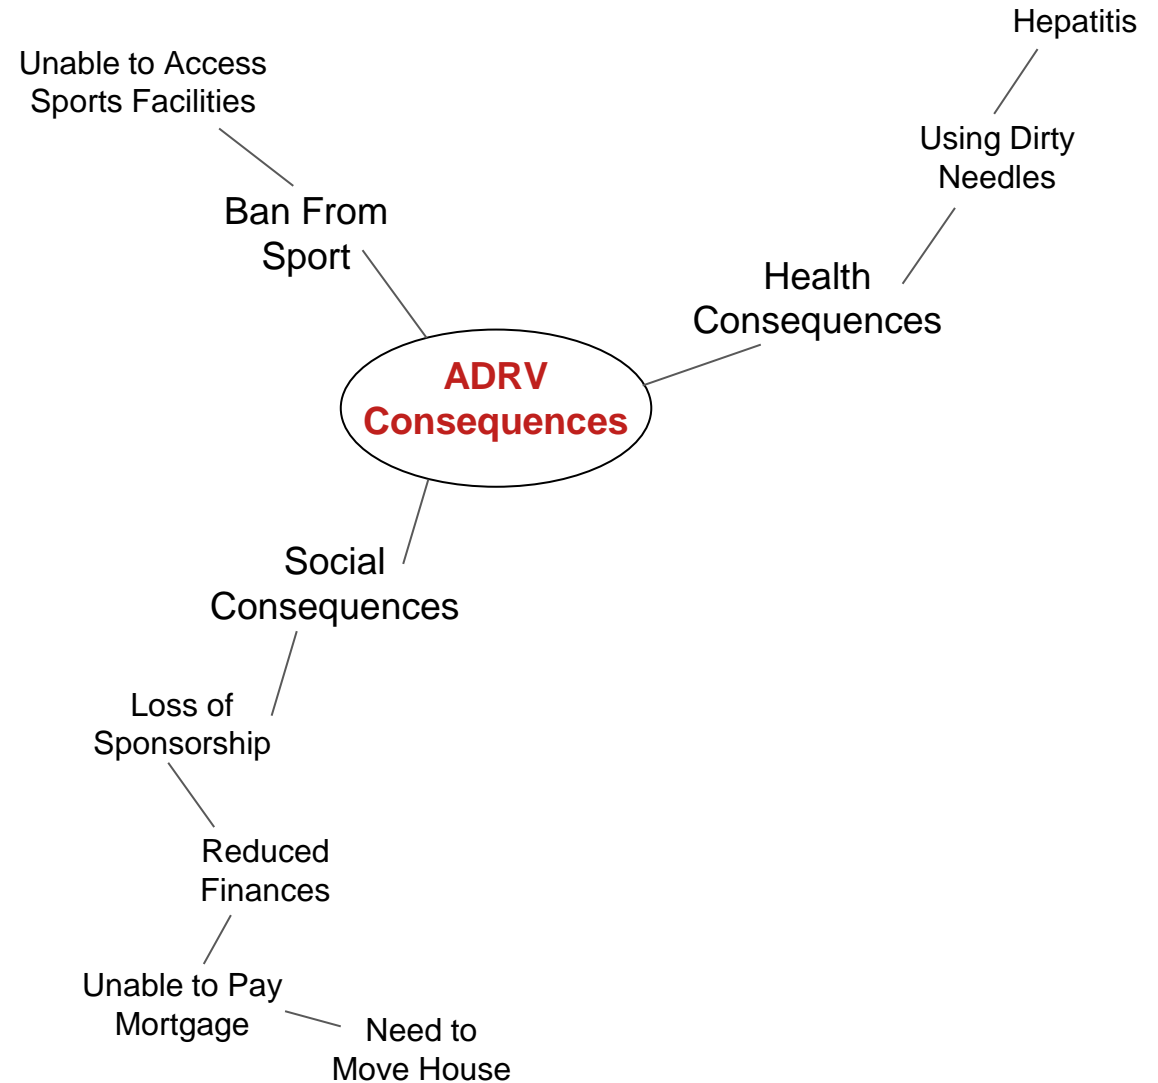 Hepatitis
Unable to Access
Sports Facilities
Using Dirty
Needles
Ban From
Sport
Health
Consequences
ADRV
Consequences
Social
Consequences
Loss of
Sponsorship
Reduced
Finances
Unable to Pay
Mortgage
Need to
Move House